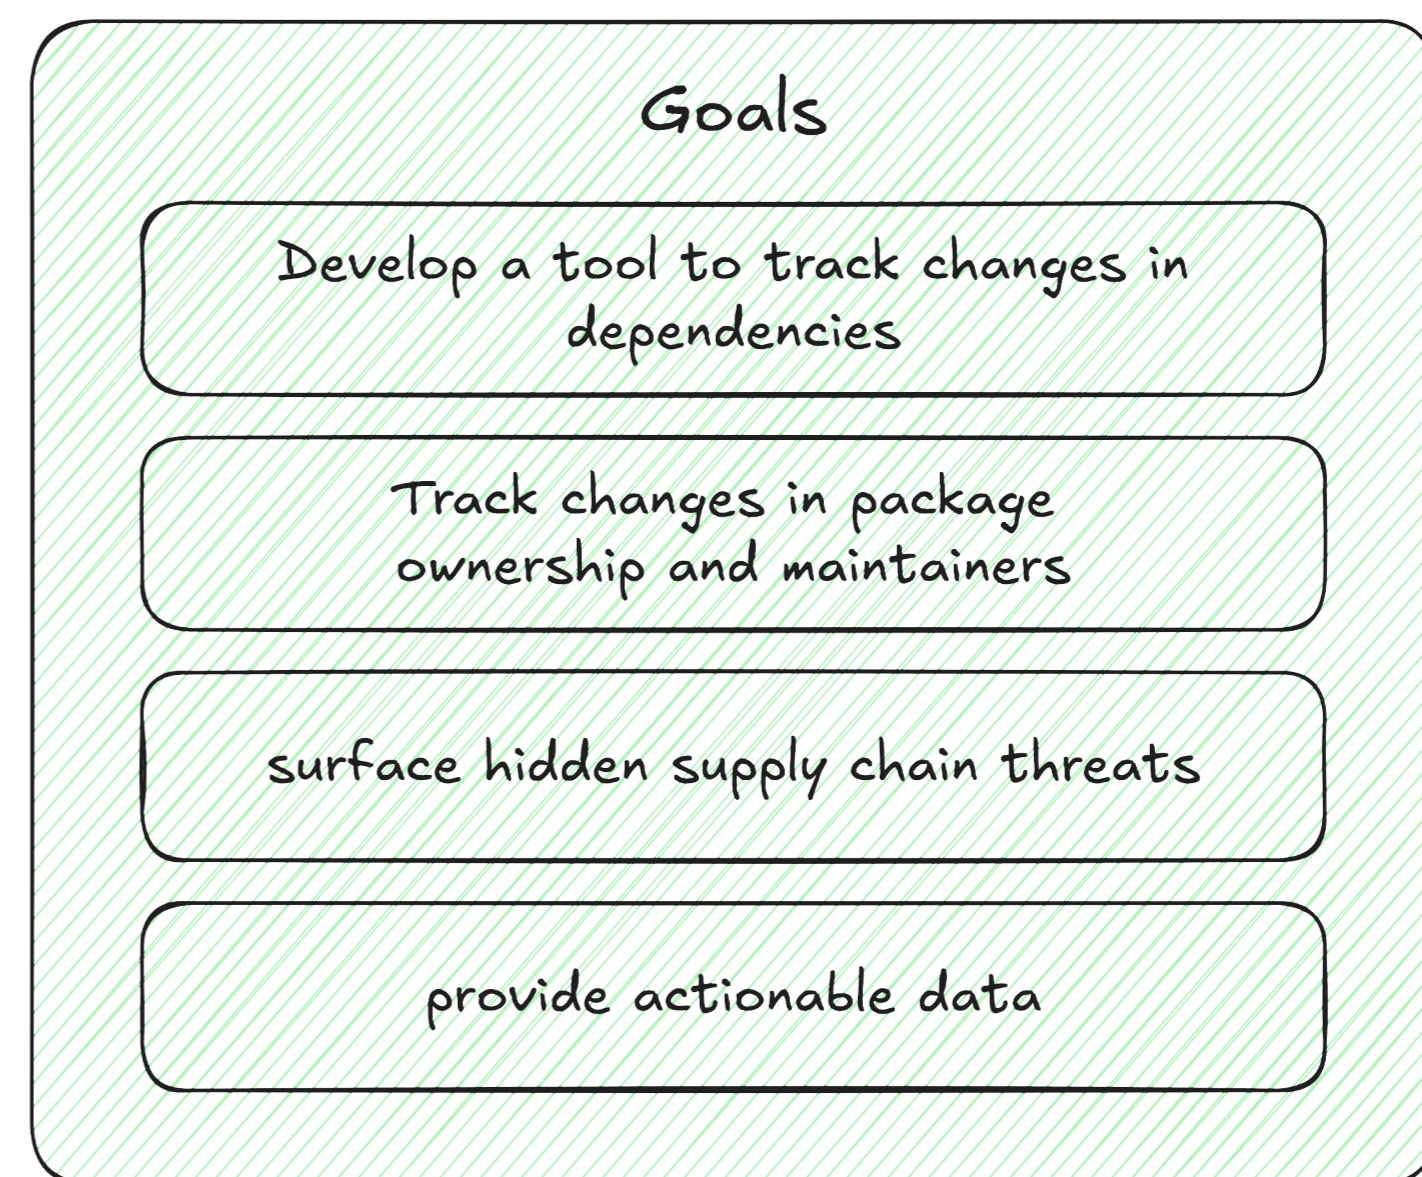 Goals
Develop a tool to track changes in
dependencies
Track changes in package
ownership and maintainers
surface hidden supply chain threats
provide actionable data